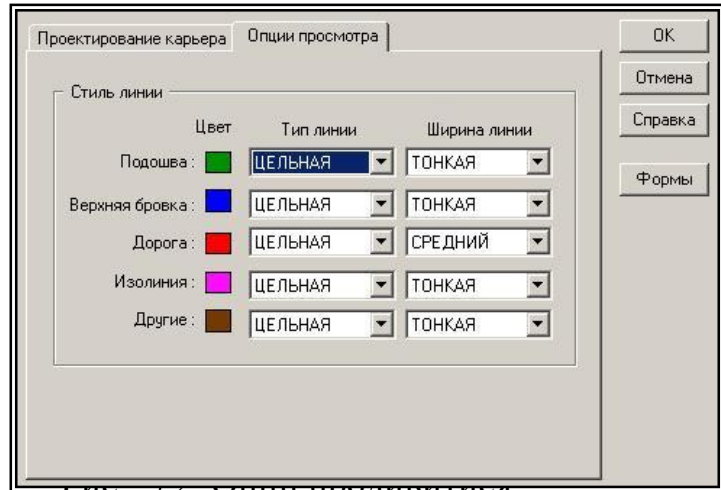 Проектирование карьера Опции просмотра
OK
Отмена
Справка
Формы
Стиль линии
Цвет Тип линии Ширина линии
Подошва : ЦЕЛЬНАЯ ТОНКАЯ
Верхняя бровка : ЦЕЛЬНАЯ ТОНКАЯ
Дорога : ЦЕЛЬНАЯ СРЕДНИЙ
Изолиния : ЦЕЛЬНАЯ ТОНКАЯ
Другие : ЦЕЛЬНАЯ ТОНКАЯ